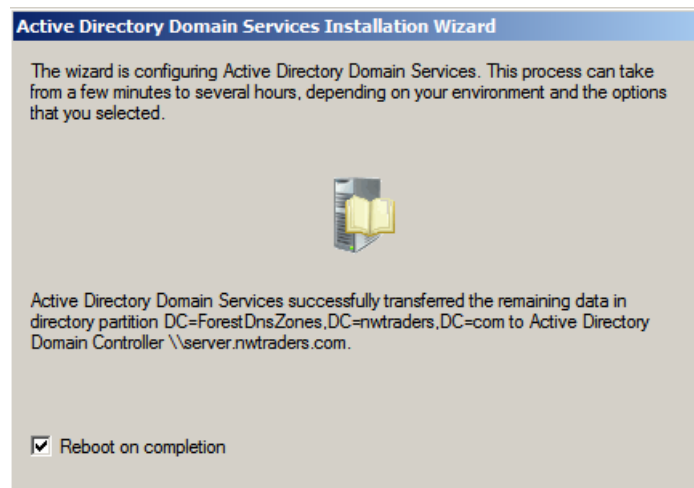 Active Directory Domain Services Installation Wizard
The wizard is configuring Active Directory Domain Services. This process can take
from a few minutes to several hours, depending on your environment and the options
that you selected.
Active Directory Domain Services successfully transferred the remaining data in
directory partition DC=ForestDnsZones,DC=nwtraders,DC=com to Active Directory
Domain Controller \\server.nwtraders.com.
Reboot on completion